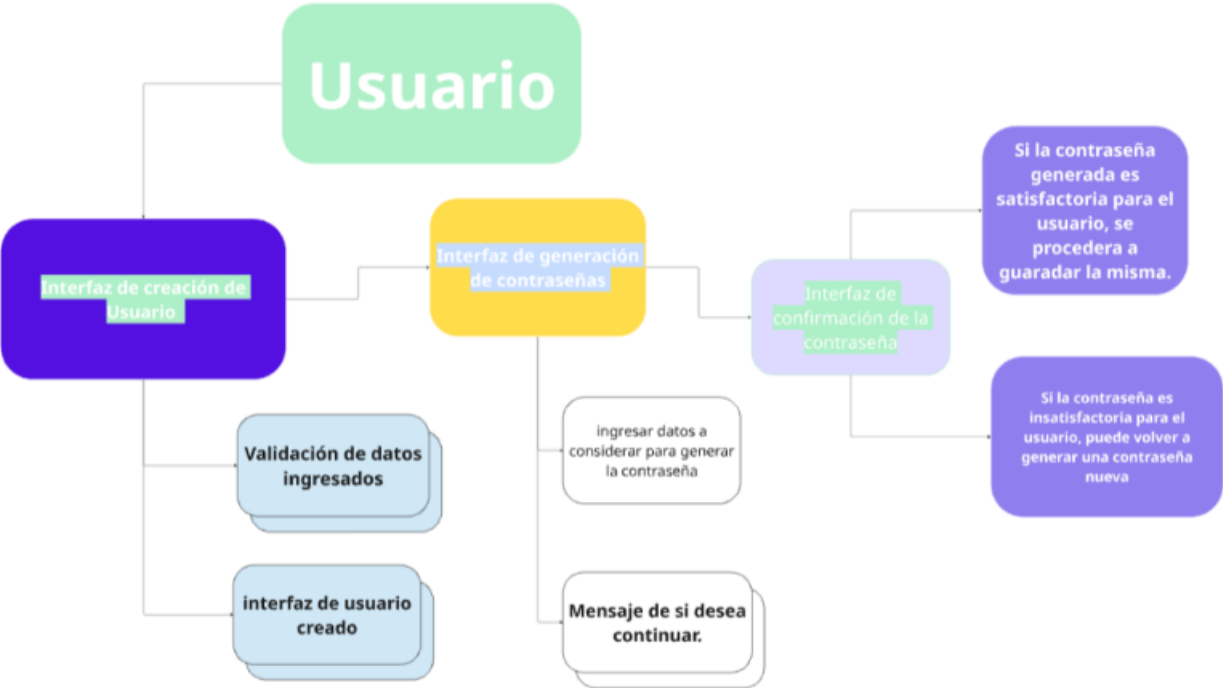 Usuario
Interfaz de creación de
Usuario
Validación de datos
ingresados
interfaz de usuario
creado
Interfaz de generación
de contraseñas
ingresar datos a
considerar para generar
la contraseña
Mensaje de si desea
continuar.
Interfaz de
confirmación de la
contraseña
Si la contraseña
generada es
satisfactoria para el
usuario, se
procedera a
guaradar la misma.
Si la contraseña es
insatisfactoria para el
usuario, puede volver a
generar una contraseña
nueva